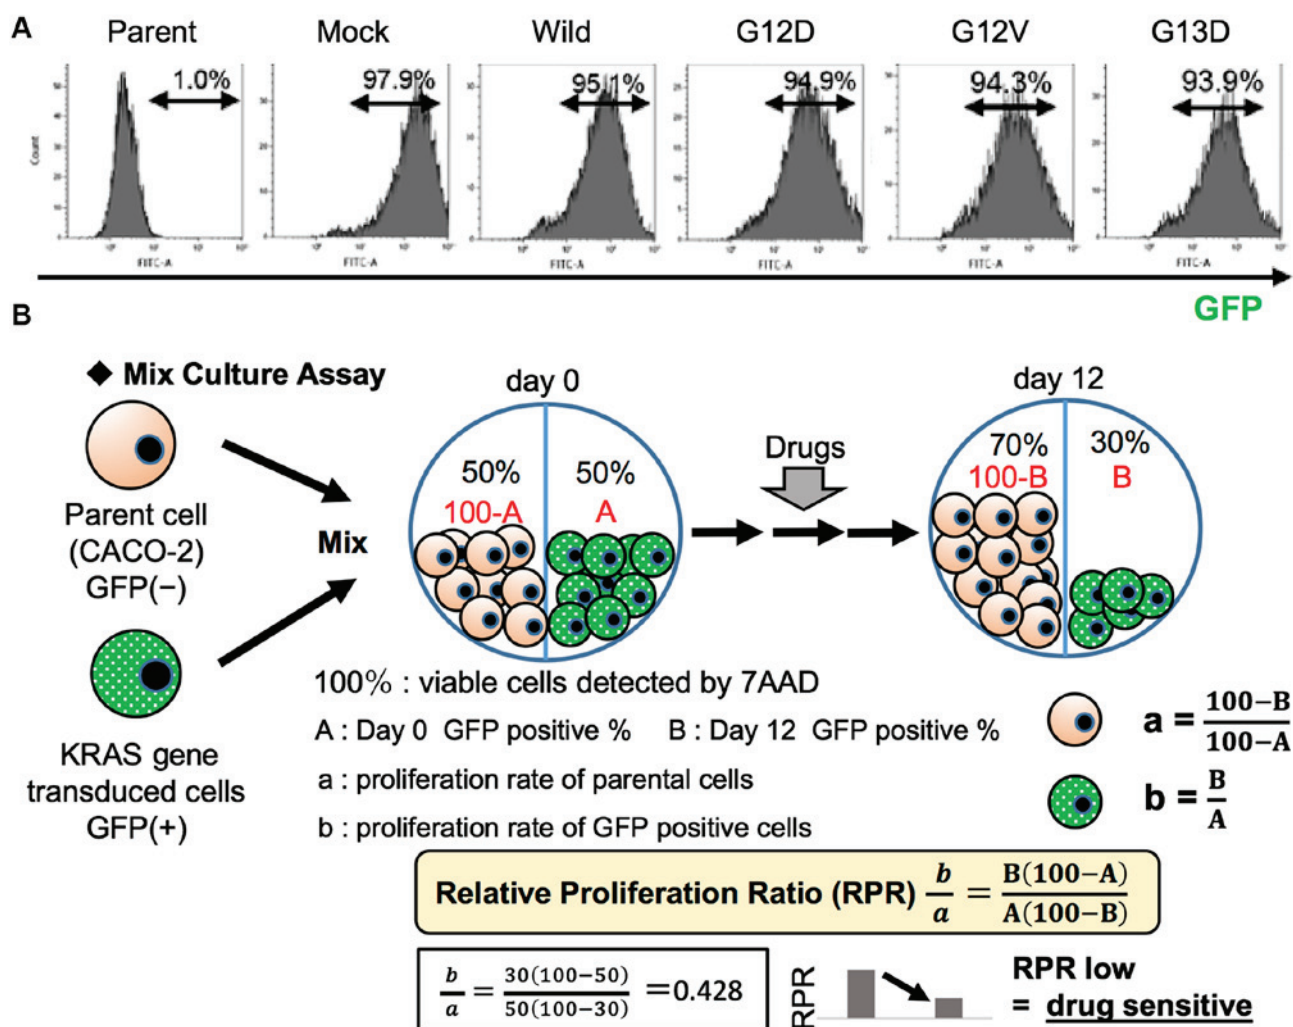 A
Parent Mock Wild G12D G12V G13D
1.0% 97.9% 95.1% 94.9% 94.3% 93.9%
Count
FITC-A FITC-A FITC-A FITC-A FITC-A FITC-A
GFP
B
◆ Mix Culture Assay
day 0
day 12
Drugs
50% 50%
100-A A
70% 30%
100-B B
Parent cell
(CACO-2)
GFP(−)
Mix
KRAS gene
transduced cells
GFP(+)
100% : viable cells detected by 7AAD
A : Day 0 GFP positive % B : Day 12 GFP positive %
a : proliferation rate of parental cells
b : proliferation rate of GFP positive cells
a = 100−B / 100−A
b = B / A
Relative Proliferation Ratio (RPR) b/a = B(100−A) / A(100−B)
b/a = 30(100−50) / 50(100−30) =0.428
RPR
RPR low
= drug sensitive